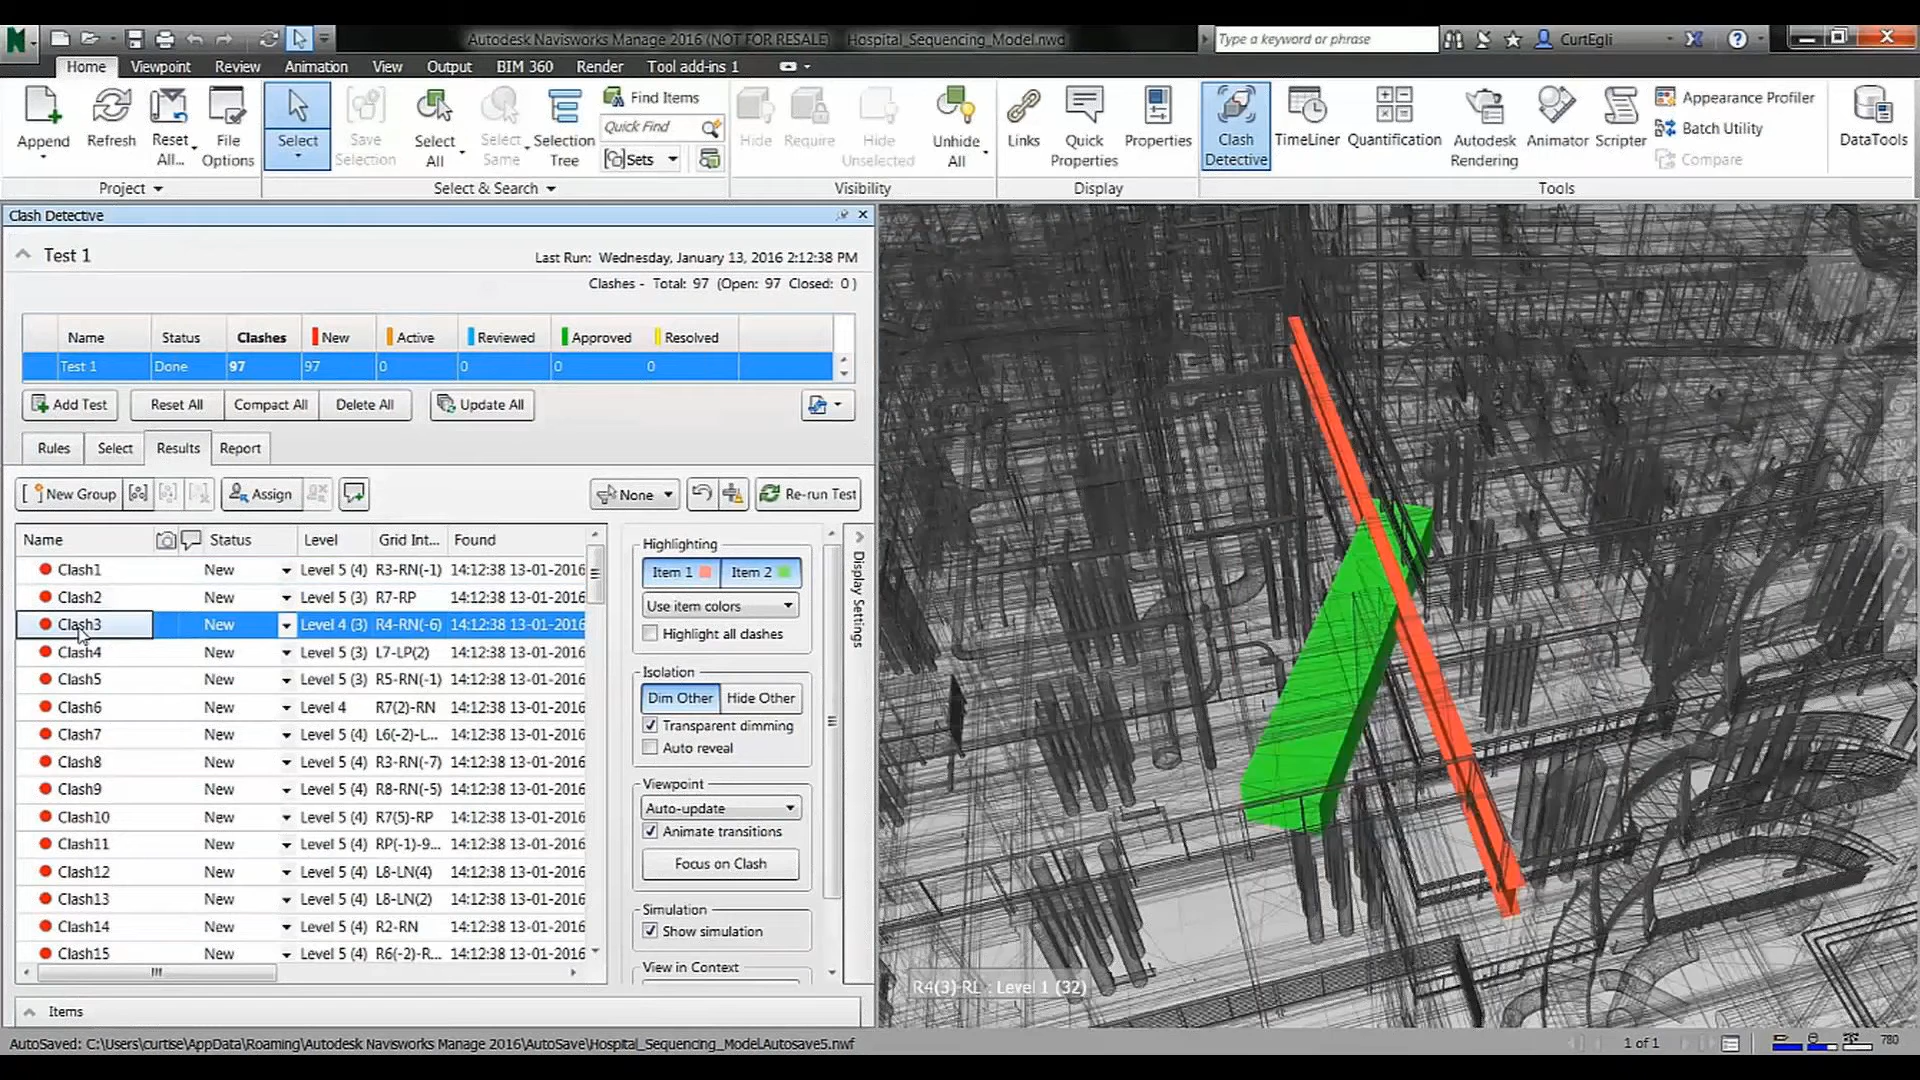 Autodesk Navisworks Manage 2016 (NOT FOR RESALE) Hospital_Sequencing_Model.nwd
Type a keyword or phrase
CurtEgli
Home Viewpoint Review Animation View Output BIM 360 Render Tool add-ins 1
Append
Refresh
Reset All...
File Options
Project
Select
Save Selection
Select All
Select Same
Selection Tree
Find Items
Quick Find
Sets
Select & Search
Hide
Require
Hide Unselected
Unhide All
Visibility
Links
Quick Properties
Properties
Display
Clash Detective
TimeLiner
Quantification
Autodesk Rendering
Animator
Scripter
Appearance Profiler
Batch Utility
Compare
Tools
DataTools
Clash Detective
Test 1
Last Run: Wednesday, January 13, 2016 2:12:38 PM
Clashes - Total: 97 (Open: 97 Closed: 0 )
Name Status Clashes New Active Reviewed Approved Resolved
Test 1 Done 97 97 0 0 0 0
Add Test Reset All Compact All Delete All Update All
Rules Select Results Report
New Group Assign None Re-run Test
Name Status Level Grid Int... Found
Clash1 New Level 5 (4) R3-RN(-1) 14:12:38 13-01-2016
Clash2 New Level 5 (3) R7-RP 14:12:38 13-01-2016
Clash3 New Level 4 (3) R4-RN(-6) 14:12:38 13-01-2016
Clash4 New Level 5 (3) L7-LP(2) 14:12:38 13-01-2016
Clash5 New Level 5 (3) R5-RN(-1) 14:12:38 13-01-2016
Clash6 New Level 4 R7(2)-RN 14:12:38 13-01-2016
Clash7 New Level 5 (4) L6(-2)-L... 14:12:38 13-01-2016
Clash8 New Level 5 (4) R3-RN(-7) 14:12:38 13-01-2016
Clash9 New Level 5 (4) R8-RN(-5) 14:12:38 13-01-2016
Clash10 New Level 5 (4) R7(5)-RP 14:12:38 13-01-2016
Clash11 New Level 5 (4) RP(-1)-9... 14:12:38 13-01-2016
Clash12 New Level 5 (4) L8-LN(4) 14:12:38 13-01-2016
Clash13 New Level 5 (4) L8-LN(2) 14:12:38 13-01-2016
Clash14 New Level 5 (4) R2-RN 14:12:38 13-01-2016
Clash15 New Level 5 (4) R6(-2)-R... 14:12:38 13-01-2016
Highlighting
Item 1 Item 2
Use item colors
Highlight all clashes
Isolation
Dim Other Hide Other
Transparent dimming
Auto reveal
Viewpoint
Auto-update
Animate transitions
Focus on Clash
Simulation
Show simulation
View in Context
Display Settings
Items
R4(3)-RL : Level 1 (32)
AutoSaved: C:\Users\curtise\AppData\Roaming\Autodesk Navisworks Manage 2016\AutoSave\Hospital_Sequencing_Model.Autosave5.nwf
1 of 1
780